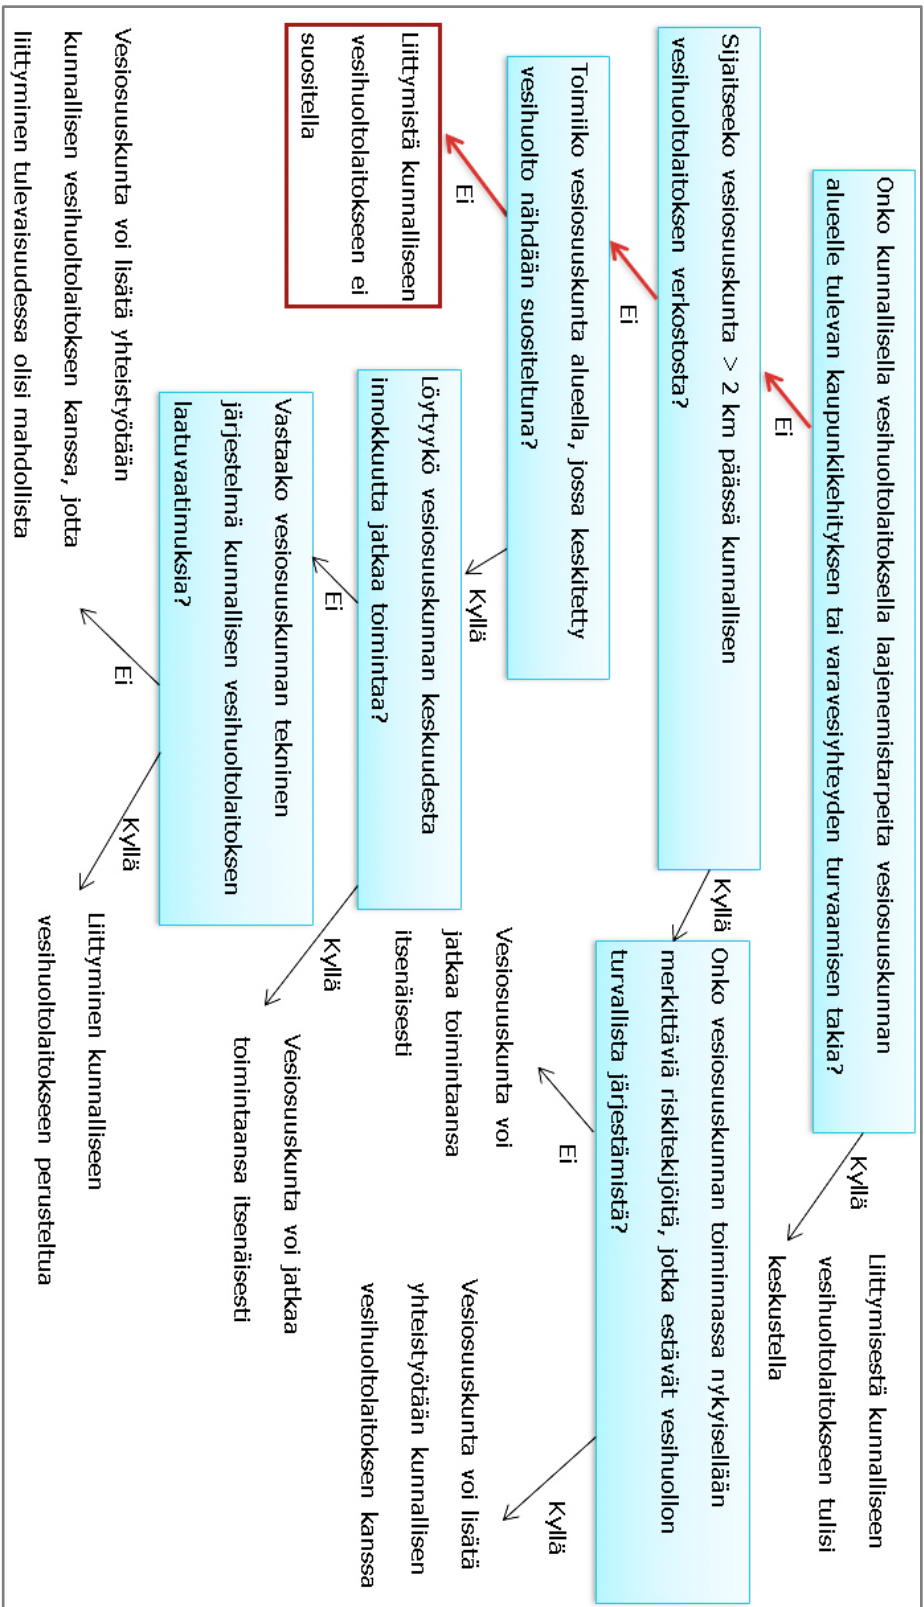 Onko kunnallisella vesihuoltolaitoksella laajenemistarpeita vesiosuuskunnan
alueelle tulevan kaupunkikehityksen tai varavesiyhteyden turvaamisen takia?
Ei
Kyllä
Liittymisestä kunnalliseen
vesihuoltolaitokseen tulisi
keskustella
Sijaitseeko vesiosuuskunta > 2 km päässä kunnallisen
vesihuoltolaitoksen verkostosta?
Ei
Kyllä
Onko vesiosuuskunnan toiminnassa nykyisellään
merkittäviä riskitekijöitä, jotka estävät vesihuollon
turvallista järjestämistä?
Toimiiko vesiosuuskunta alueella, jossa keskitetty
vesihuolto nähdään suositeltuna?
Ei
Kyllä
Ei
Kyllä
Liittymistä kunnalliseen
vesihuoltolaitokseen ei
suositella
Löytyykö vesiosuuskunnan keskuudesta
innokkuutta jatkaa toimintaa?
Vesiosuuskunta voi
jatkaa toimintaansa
itsenäisesti
Vesiosuuskunta voi lisätä
yhteistyötään kunnallisen
vesihuoltolaitoksen kanssa
Ei
Kyllä
Vastaako vesiosuuskunnan tekninen
järjestelmä kunnallisen vesihuoltolaitoksen
laatuvaatimuksia?
Vesiosuuskunta voi jatkaa
toimintaansa itsenäisesti
Ei
Kyllä
Vesiosuuskunta voi lisätä yhteistyötään
kunnallisen vesihuoltolaitoksen kanssa, jotta
liittyminen tulevaisuudessa olisi mahdollista
Liittyminen kunnalliseen
vesihuoltolaitokseen perusteltua